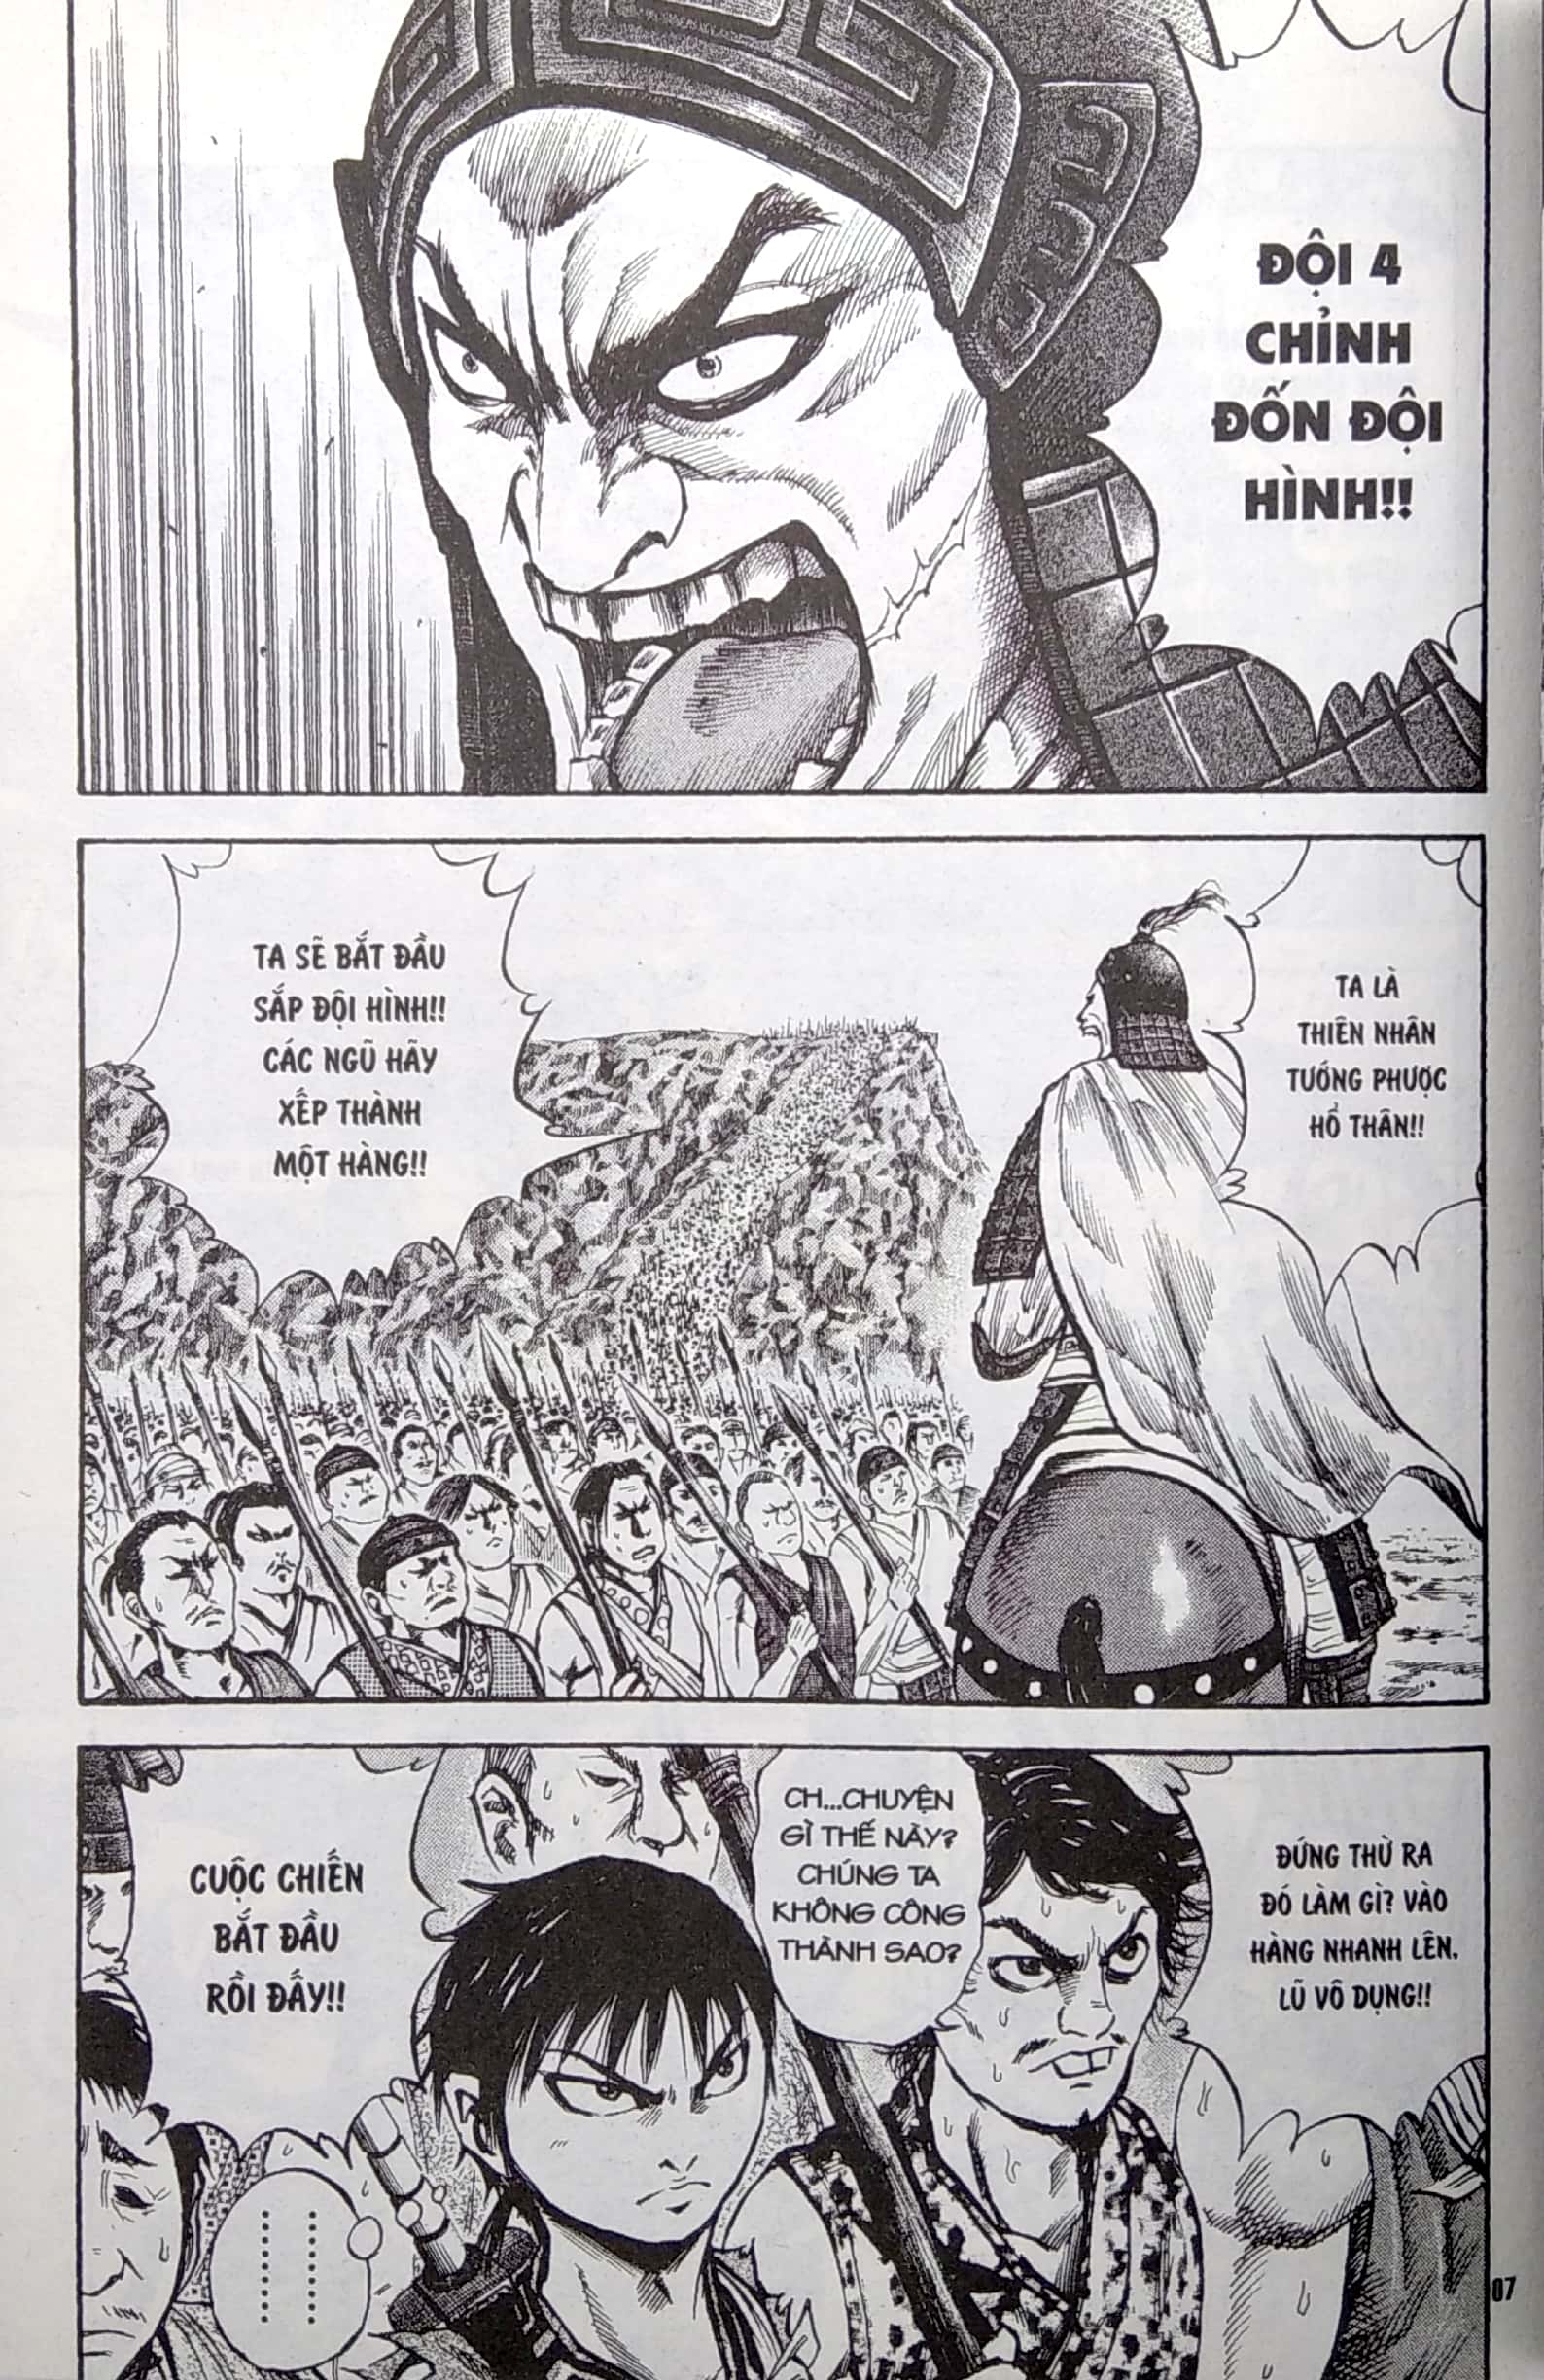 ĐỘI 4
CHỈNH
ĐỐN ĐỘI
HÌNH!!
TA LÀ
THIÊN NHÂN
TƯỚNG PHƯỢC
HỔ THÂN!!
TA SẼ BẮT ĐẦU
SẮP ĐỘI HÌNH!!
CÁC NGŨ HÃY
XẾP THÀNH
MỘT HÀNG!!
ĐỨNG THỪ RA
ĐÓ LÀM GÌ? VÀO
HÀNG NHANH LÊN.
LŨ VÔ DỤNG!!
CH...CHUYỆN
GÌ THẾ NÀY?
CHÚNG TA
KHÔNG CÔNG
THÀNH SAO?
CUỘC CHIẾN
BẮT ĐẦU
RỒI ĐẤY!!
07